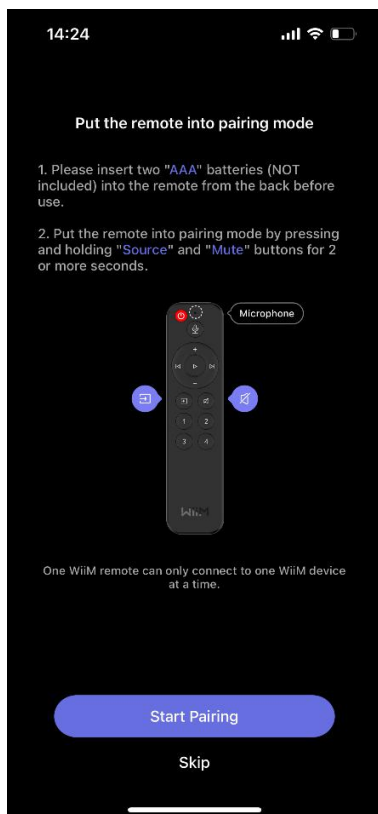 14:24
Put the remote into pairing mode
1. Please insert two "AAA" batteries (NOT
included) into the remote from the back before
use.
2. Put the remote into pairing mode by pressing
and holding "Source" and "Mute" buttons for 2
or more seconds.
Microphone
1 2
3 4
WiiM
One WiiM remote can only connect to one WiiM device
at a time.
Start Pairing
Skip